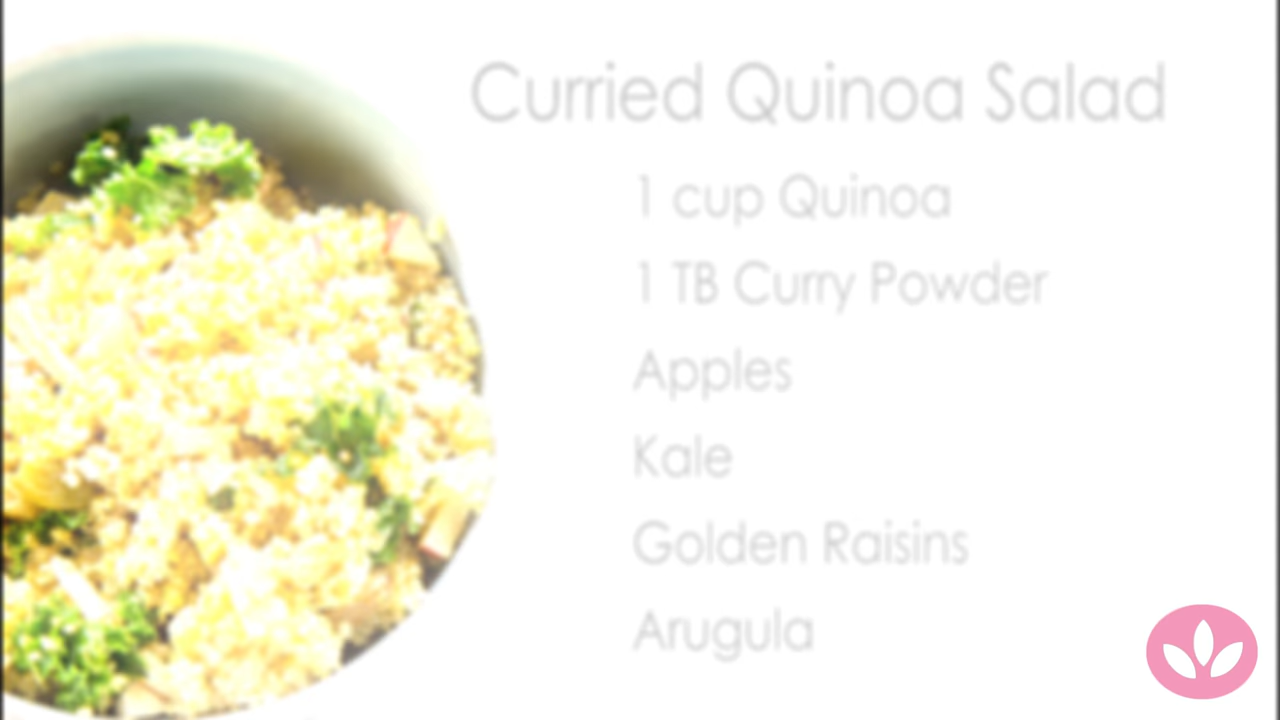 Curried Quinoa Salad
1 cup Quinoa
1 TB Curry Powder
Apples
Kale
Golden Raisins
Arugula